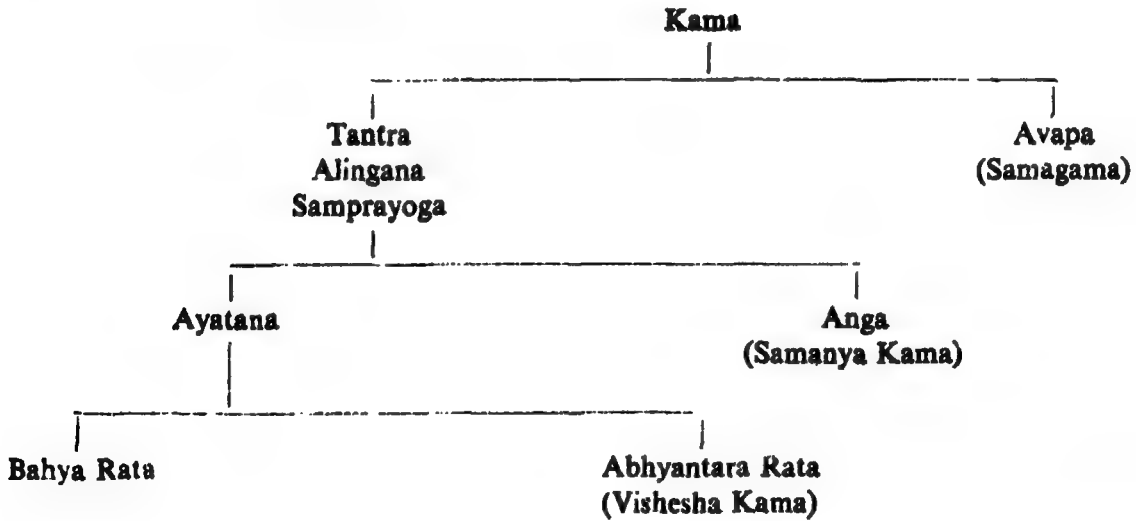 Kama
Tantra
Alingana
Samprayoga
Avapa
(Samagama)
Ayatana
Anga
(Samanya Kama)
Bahya Rata
Abhyantara Rata
(Vishesha Kama)